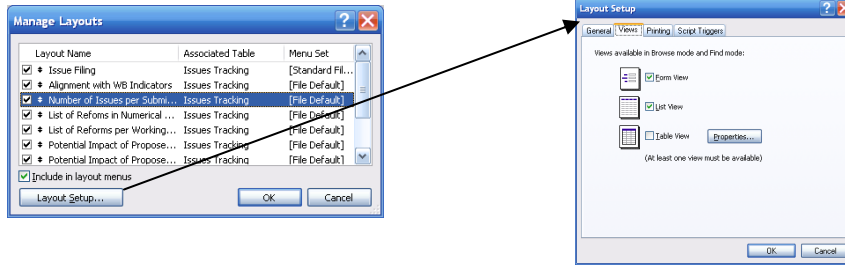 Manage Layouts
Layout Name Associated Table Menu Set
Issue Filing Issues Tracking [Standard Fil...
Alignment with WB Indicators Issues Tracking [File Default]
Number of Issues per Submi... Issues Tracking [File Default]
List of Refoms in Numerical ... Issues Tracking [File Default]
List of Reforms per Working... Issues Tracking [File Default]
Potential Impact of Propose... Issues Tracking [File Default]
Potential Impact of Propose... Issues Tracking [File Default]
Include in layout menus
Layout Setup...
OK Cancel
Layout Setup
General Views Printing Script Triggers
Views available in Browse mode and Find mode:
Form View
List View
Table View Properties...
(At least one view must be available)
OK Cancel